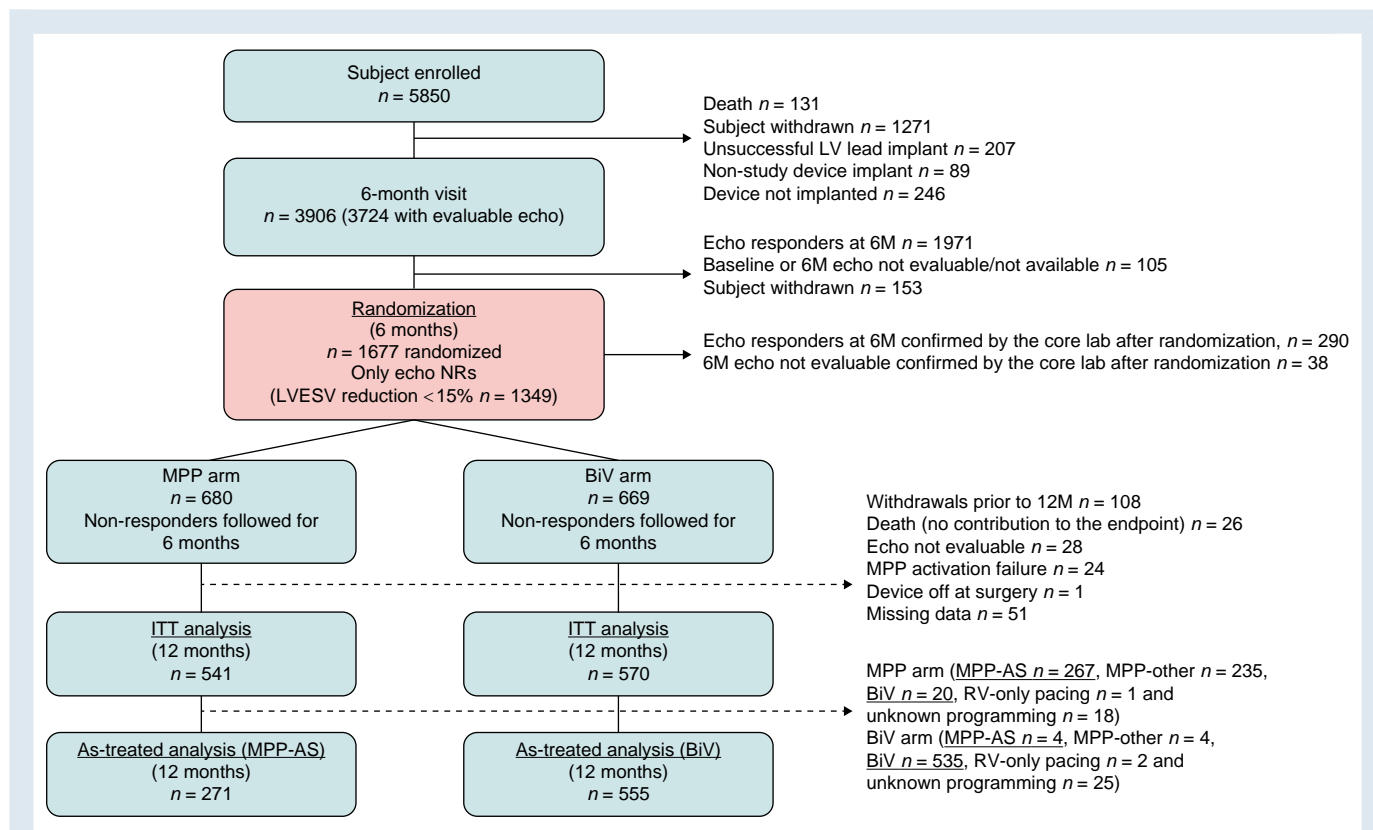 Subject enrolled
n = 5850
Death n = 131
Subject withdrawn n = 1271
Unsuccessful LV lead implant n = 207
Non-study device implant n = 89
Device not implanted n = 246
6-month visit
n = 3906 (3724 with evaluable echo)
Echo responders at 6M n = 1971
Baseline or 6M echo not evaluable/not available n = 105
Subject withdrawn n = 153
Randomization
(6 months)
n = 1677 randomized
Only echo NRs
(LVESV reduction <15% n = 1349)
Echo responders at 6M confirmed by the core lab after randomization, n = 290
6M echo not evaluable confirmed by the core lab after randomization n = 38
MPP arm
n = 680
Non-responders followed for
6 months
BiV arm
n = 669
Non-responders followed for
6 months
Withdrawals prior to 12M n = 108
Death (no contribution to the endpoint) n = 26
Echo not evaluable n = 28
MPP activation failure n = 24
Device off at surgery n = 1
Missing data n = 51
ITT analysis
(12 months)
n = 541
ITT analysis
(12 months)
n = 570
MPP arm (MPP-AS n = 267, MPP-other n = 235,
BiV n = 20, RV-only pacing n = 1 and
unknown programming n = 18)
BiV arm (MPP-AS n = 4, MPP-other n = 4,
BiV n = 535, RV-only pacing n = 2 and
unknown programming n = 25)
As-treated analysis (MPP-AS)
(12 months)
n = 271
As-treated analysis (BiV)
(12 months)
n = 555